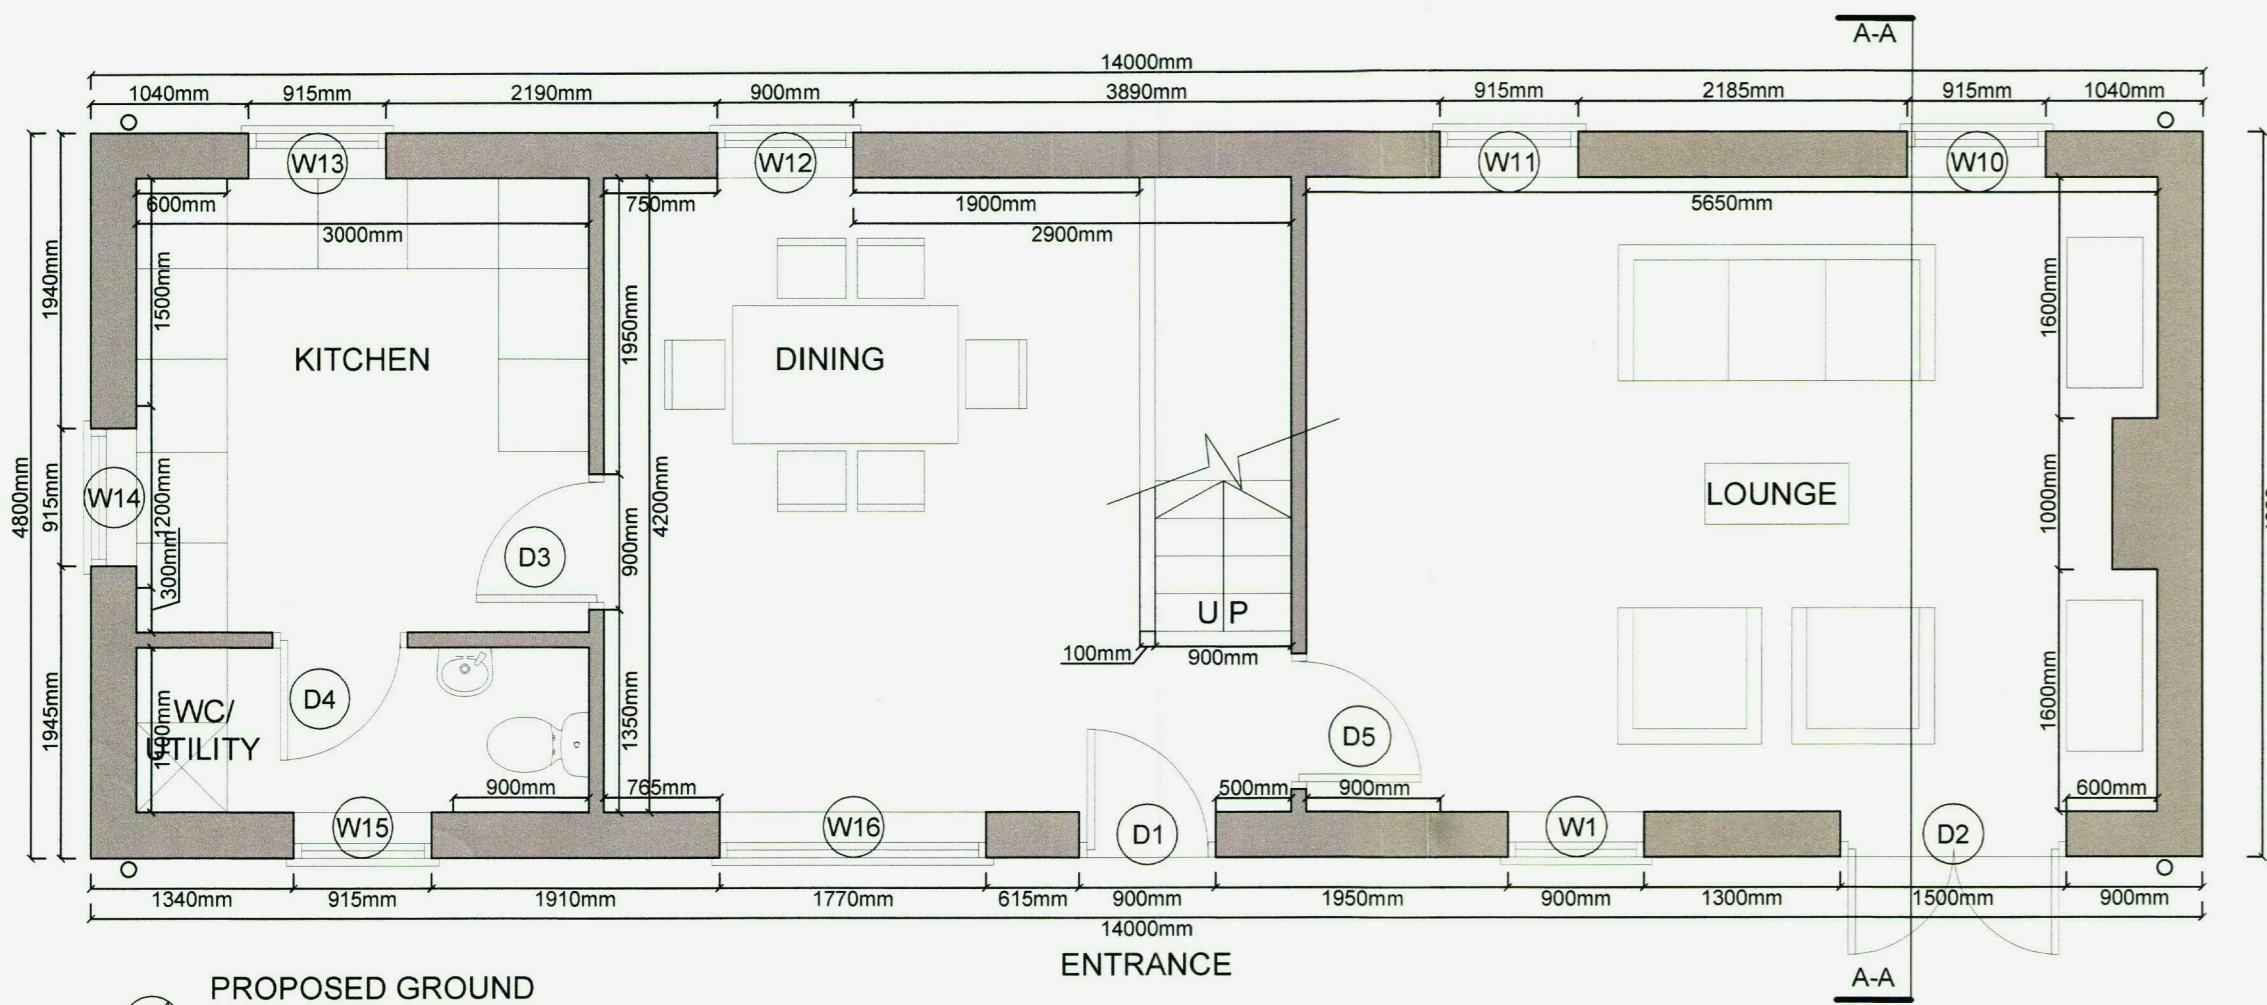 A-A
14000mm
1040mm 915mm 2190mm 900mm 3890mm 915mm 2185mm 915mm 1040mm
W13 W12 W11 W10
600mm 750mm 1900mm 5650mm
3000mm 2900mm
1940mm 1500mm 1950mm 1600mm
KITCHEN DINING
4800mm 915mm W14 1200mm 300mm D3 900mm 4200mm LOUNGE 1000mm
UP
100mm 900mm
1945mm 1100mm D4 1350mm D5 1600mm
WC/
UTILITY
900mm 765mm 500mm 900mm 600mm
W15 W16 D1 W1 D2
1340mm 915mm 1910mm 1770mm 615mm 900mm 1950mm 900mm 1300mm 1500mm 900mm
14000mm
ENTRANCE
A-A
PROPOSED GROUND